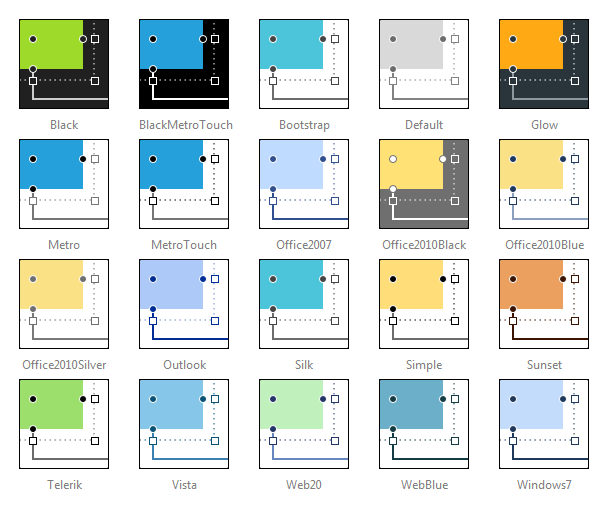 Black BlackMetroTouch Bootstrap Default Glow
Metro MetroTouch Office2007 Office2010Black Office2010Blue
Office2010Silver Outlook Silk Simple Sunset
Telerik Vista Web20 WebBlue Windows7